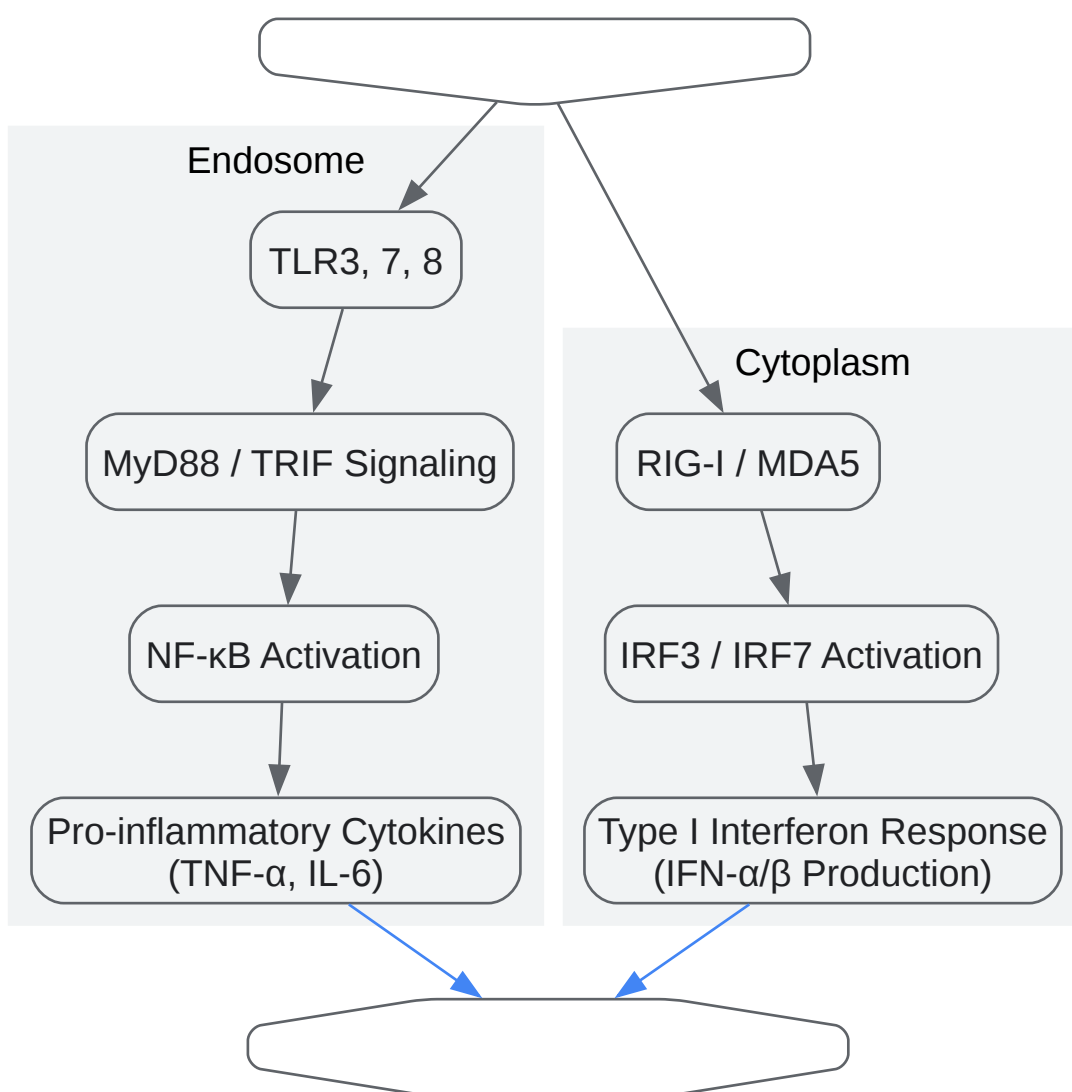 Endosome
TLR3, 7, 8
MyD88 / TRIF Signaling
NF-κB Activation
Pro-inflammatory Cytokines
(TNF-α, IL-6)
Cytoplasm
RIG-I / MDA5
IRF3 / IRF7 Activation
Type I Interferon Response
(IFN-α/β Production)